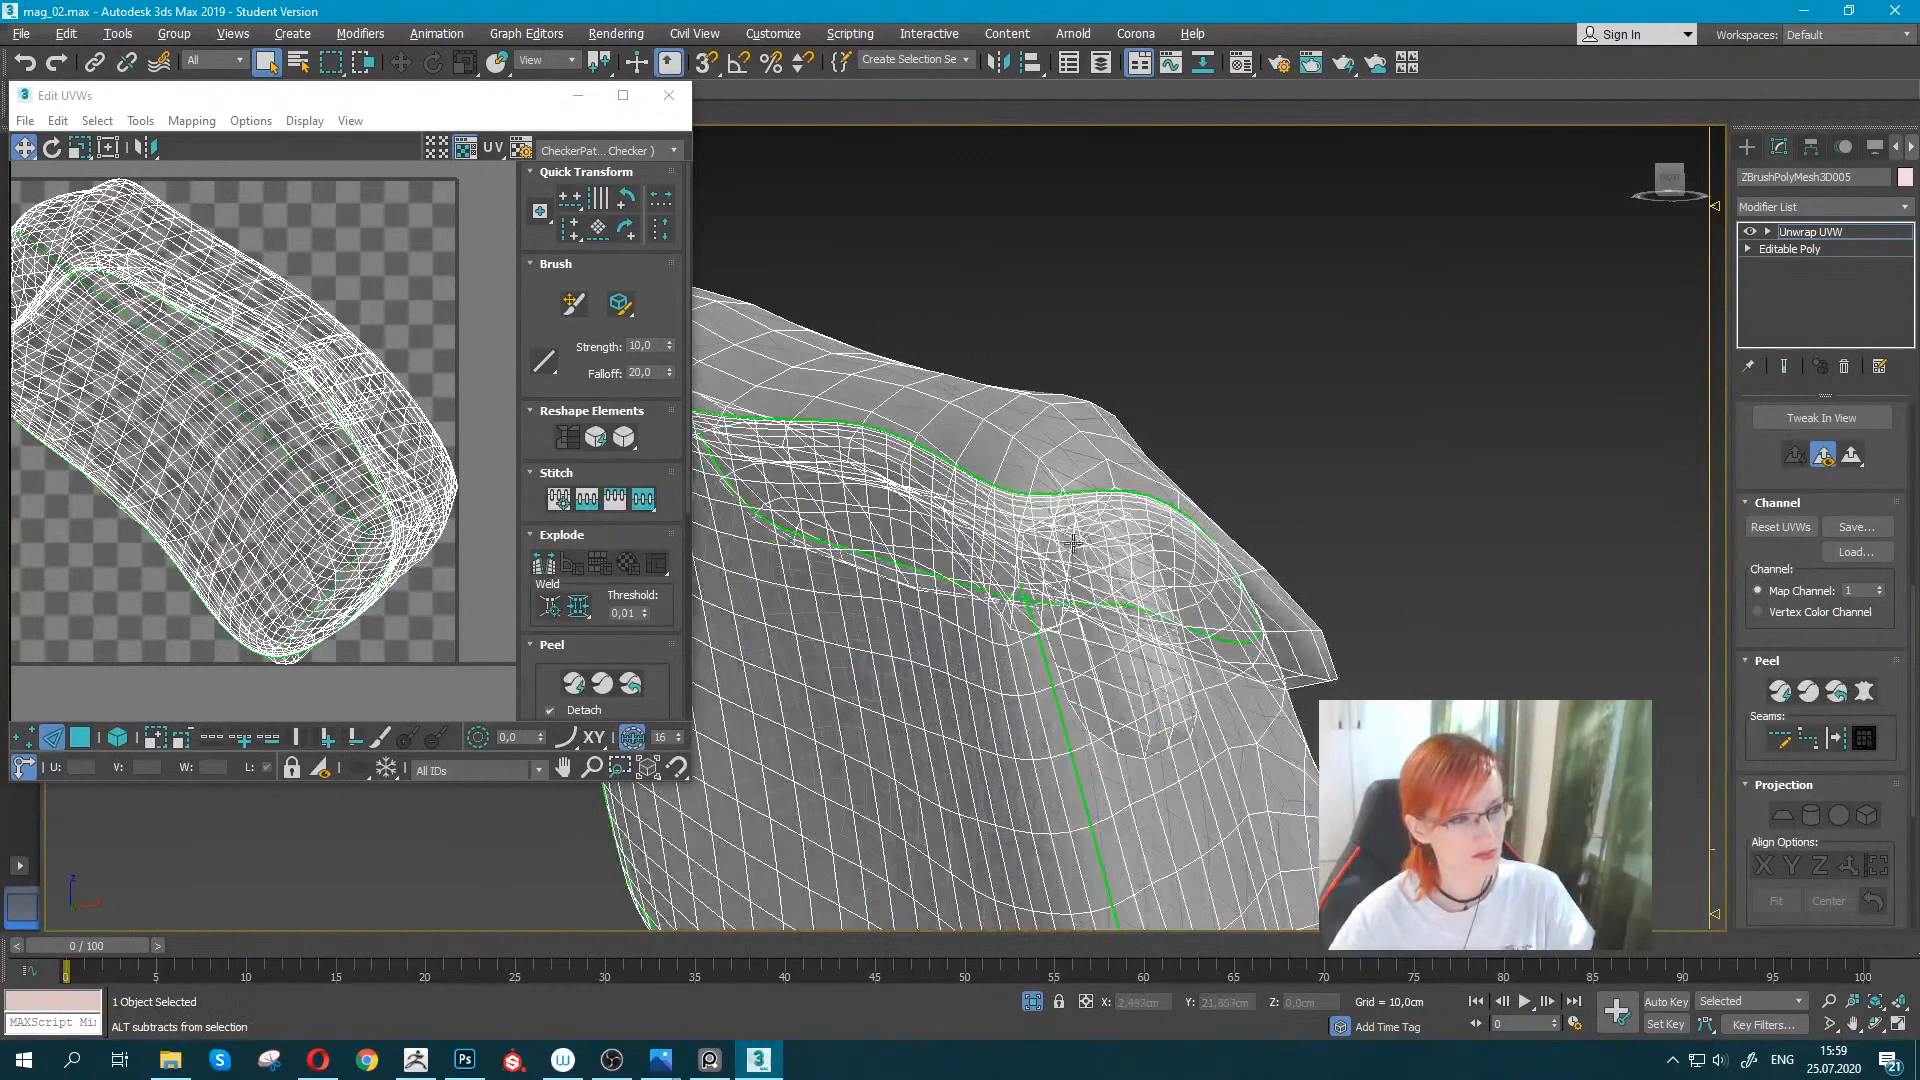 mag_02.max - Autodesk 3ds Max 2019 - Student Version
File Edit Tools Group Views Create Modifiers Animation Graph Editors Rendering Civil View Customize Scripting Interactive Content Arnold Corona Help
Sign In
Workspaces: Default
All
View
Create Selection Se
Edit UVWs
File Edit Select Tools Mapping Options Display View
UV
CheckerPat... Checker )
Quick Transform
Brush
Strength: 10,0
Falloff: 20,0
Reshape Elements
Stitch
Explode
Weld
Threshold:
0,01
Peel
Detach
0,0
XY
16
U: V: W: L:
All IDs
FRONT
ZBrushPolyMesh3D005
Modifier List
Unwrap UVW
Editable Poly
Tweak In View
Channel
Reset UVWs
Save...
Load...
Channel:
Map Channel: 1
Vertex Color Channel
Peel
Seams:
Projection
Align Options:
X Y Z
Fit
Center
0 / 100
0 5 10 15 20 25 30 35 40 45 50 55 60 65 70 75 80 85 90 95 100
1 Object Selected
MAXScript Mi
ALT subtracts from selection
X: 2,453cm
Y: 21,863cm
Z: 0,0cm
Grid = 10,0cm
Add Time Tag
0
Auto Key
Selected
Set Key
Key Filters...
ENG
15:59
25.07.2020
21